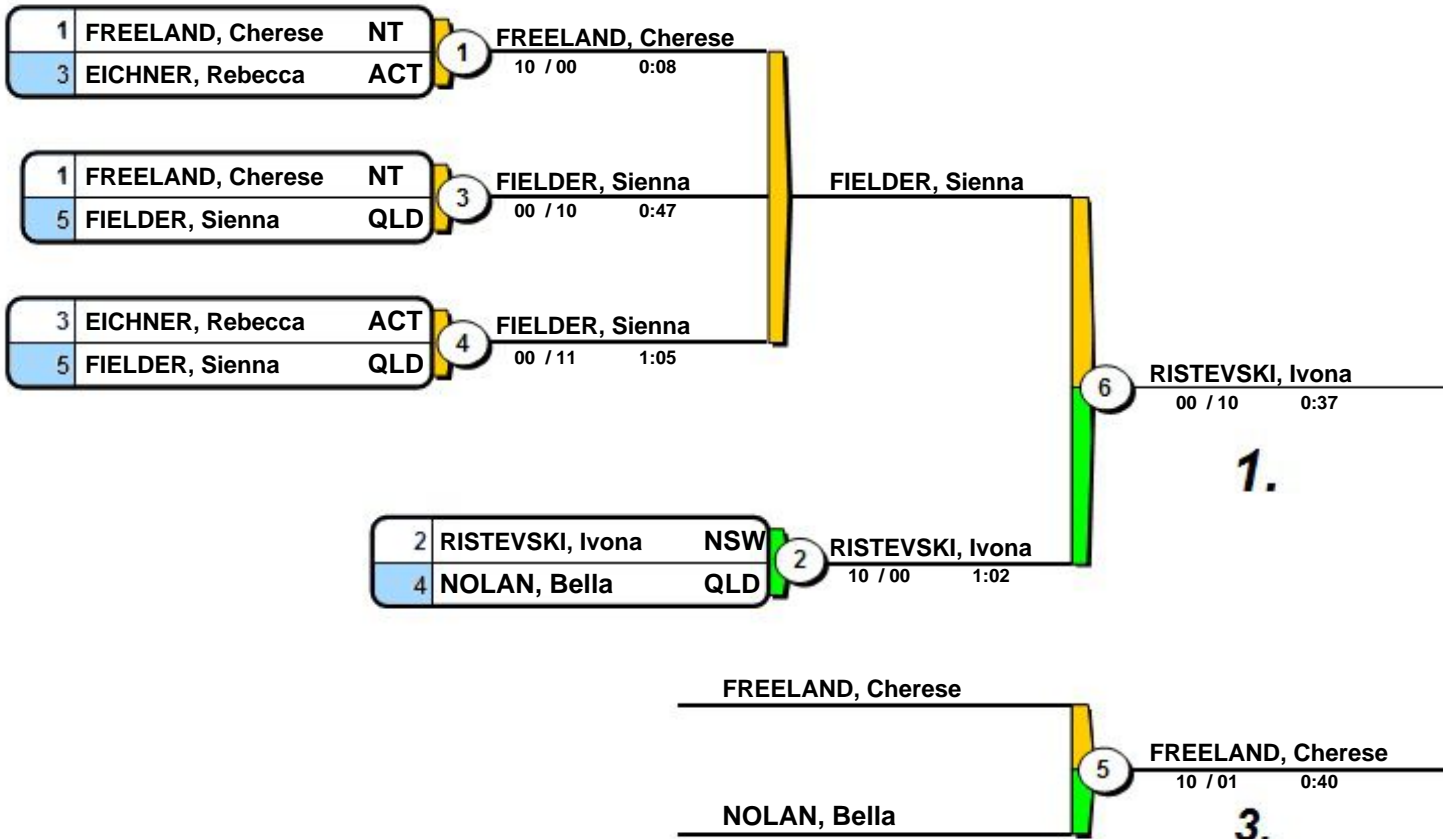 1 FREELAND, Cherese NT
3 EICHNER, Rebecca ACT
1 FREELAND, Cherese
10 / 00 0:08
1 FREELAND, Cherese NT
5 FIELDER, Sienna QLD
3 FIELDER, Sienna
00 / 10 0:47
FIELDER, Sienna
3 EICHNER, Rebecca ACT
5 FIELDER, Sienna QLD
4 FIELDER, Sienna
00 / 11 1:05
6 RISTEVSKI, Ivona
00 / 10 0:37
1.
2 RISTEVSKI, Ivona NSW
4 NOLAN, Bella QLD
2 RISTEVSKI, Ivona
10 / 00 1:02
FREELAND, Cherese
5 FREELAND, Cherese
10 / 01 0:40
NOLAN, Bella
3.